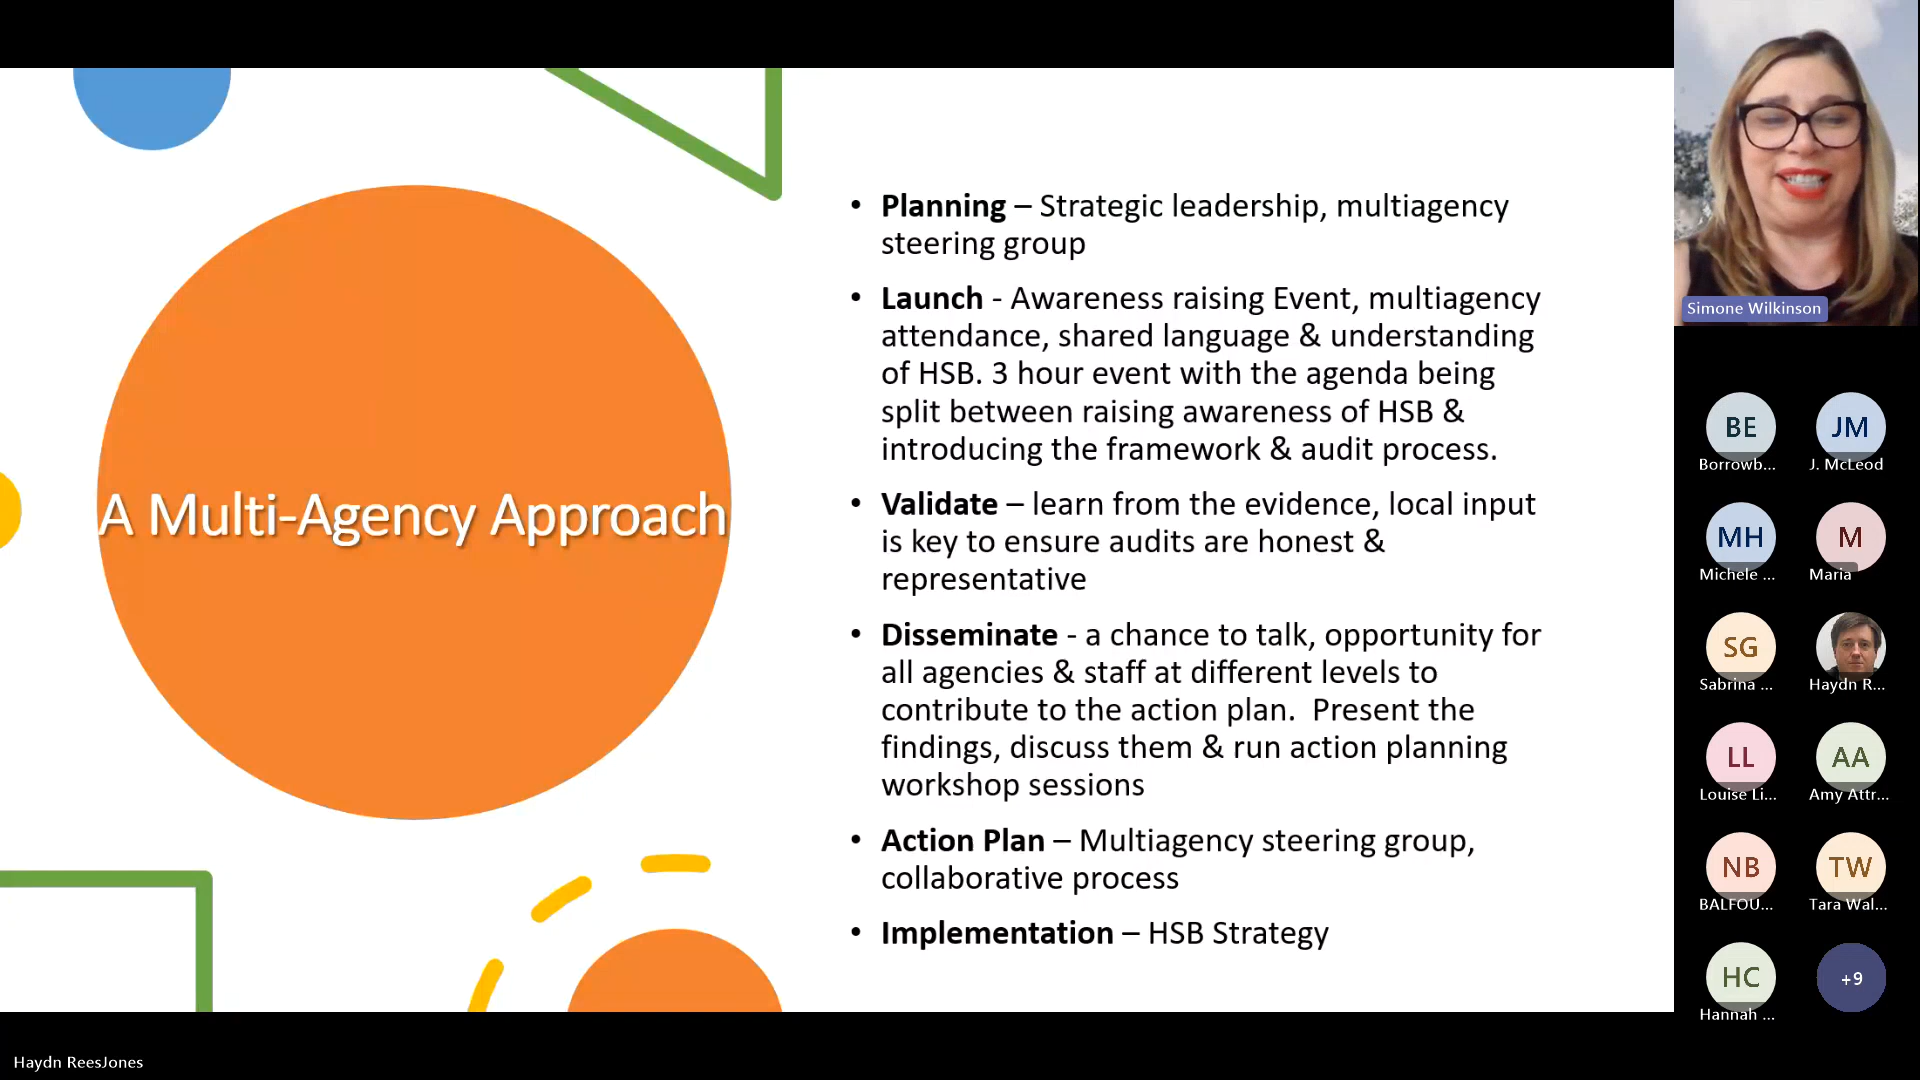 A Multi-Agency Approach
• Planning – Strategic leadership, multiagency
steering group
• Launch - Awareness raising Event, multiagency
attendance, shared language & understanding
of HSB. 3 hour event with the agenda being
split between raising awareness of HSB &
introducing the framework & audit process.
• Validate – learn from the evidence, local input
is key to ensure audits are honest &
representative
• Disseminate - a chance to talk, opportunity for
all agencies & staff at different levels to
contribute to the action plan.  Present the
findings, discuss them & run action planning
workshop sessions
• Action Plan – Multiagency steering group,
collaborative process
• Implementation – HSB Strategy
Simone Wilkinson
BE
Borrowb...
JM
J. McLeod
MH
Michele ...
M
Maria
SG
Sabrina ...
Haydn R...
LL
Louise Li...
AA
Amy Attr...
NB
BALFOU...
TW
Tara Wal...
HC
Hannah ...
+9
Haydn ReesJones